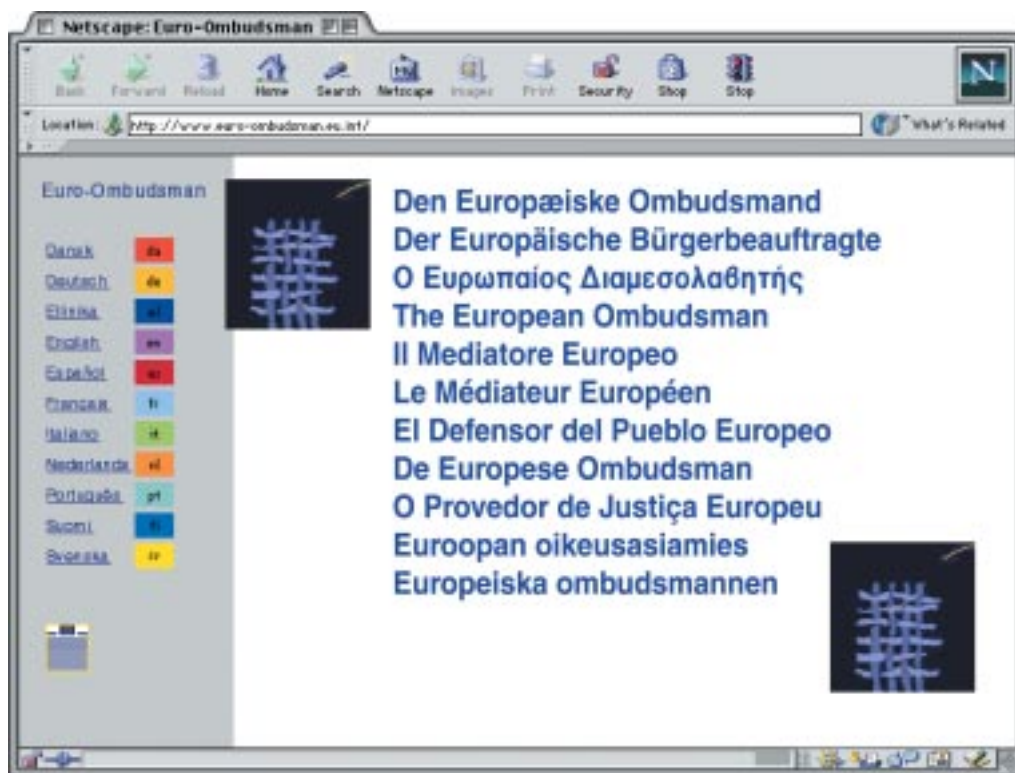 Netscape: Euro-Ombudsman
Back Forward Reload Home Search Netscape Images Print Security Shop Stop
Location: http://www.euro-ombudsman.eu.int/ What's Related
Euro-Ombudsman
Dansk da
Deutsch de
Ellinika el
English en
Español es
Français fr
Italiano it
Nederlands nl
Português pt
Suomi fi
Svenska sv
Den Europæiske Ombudsmand
Der Europäische Bürgerbeauftragte
Ο Ευρωπαίος Διαμεσολαβητής
The European Ombudsman
Il Mediatore Europeo
Le Médiateur Européen
El Defensor del Pueblo Europeo
De Europese Ombudsman
O Provedor de Justiça Europeu
Euroopan oikeusasiamies
Europeiska ombudsmannen